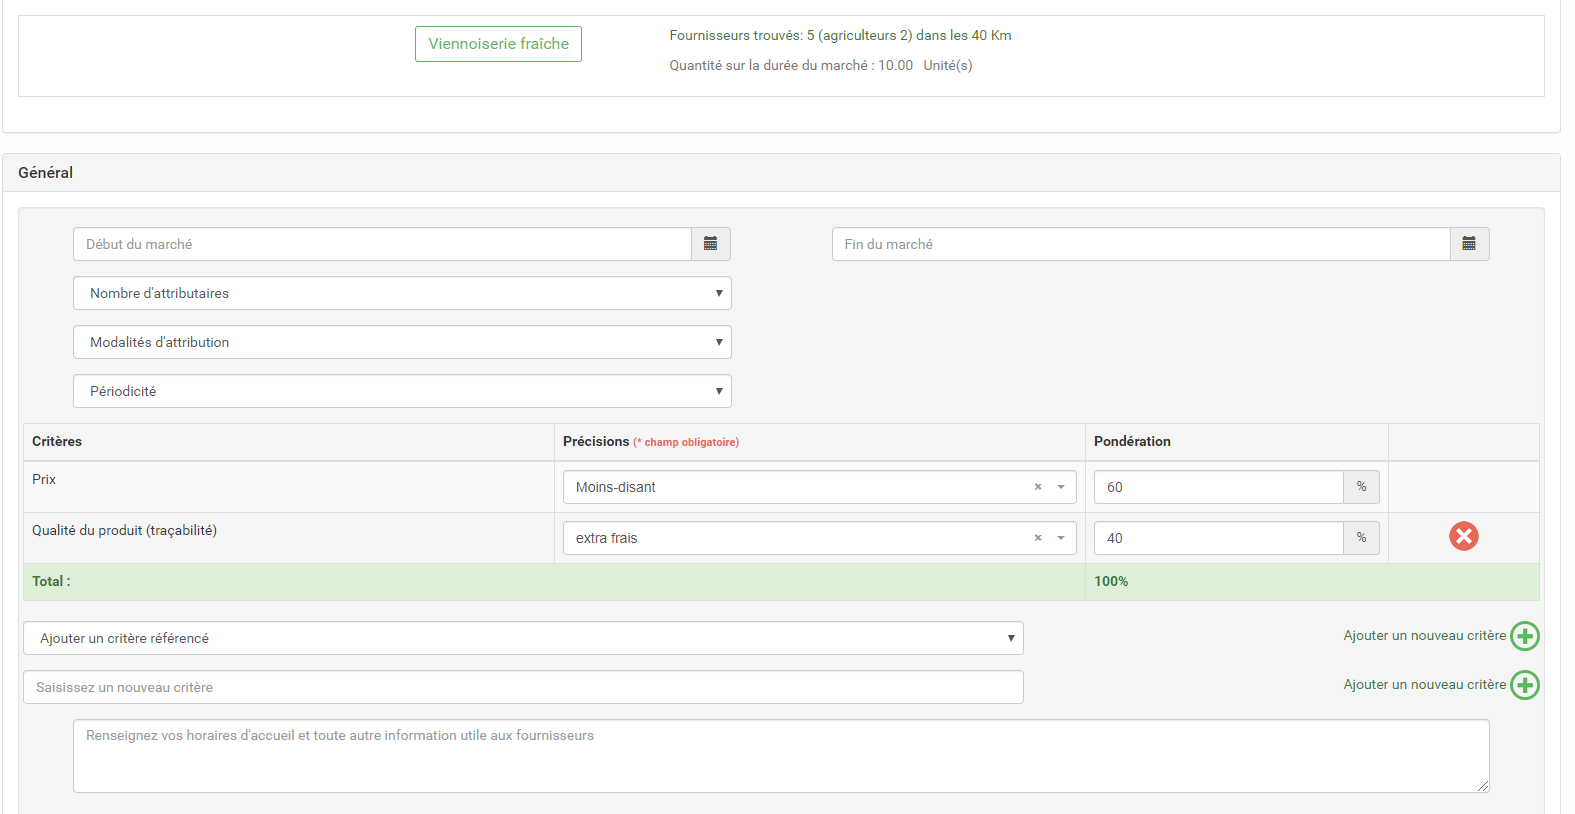 Viennoiserie fraîche
Fournisseurs trouvés: 5 (agriculteurs 2) dans les 40 Km
Quantité sur la durée du marché : 10.00 Unité(s)
Général
Début du marché
Fin du marché
Nombre d'attributaires
Modalités d'attribution
Périodicité
Critères Précisions (* champ obligatoire) Pondération
Prix Moins-disant × 60 %
Qualité du produit (traçabilité) extra frais × 40 %
Total : 100%
Ajouter un critère référencé Ajouter un nouveau critère
Saisissez un nouveau critère Ajouter un nouveau critère
Renseignez vos horaires d'accueil et toute autre information utile aux fournisseurs